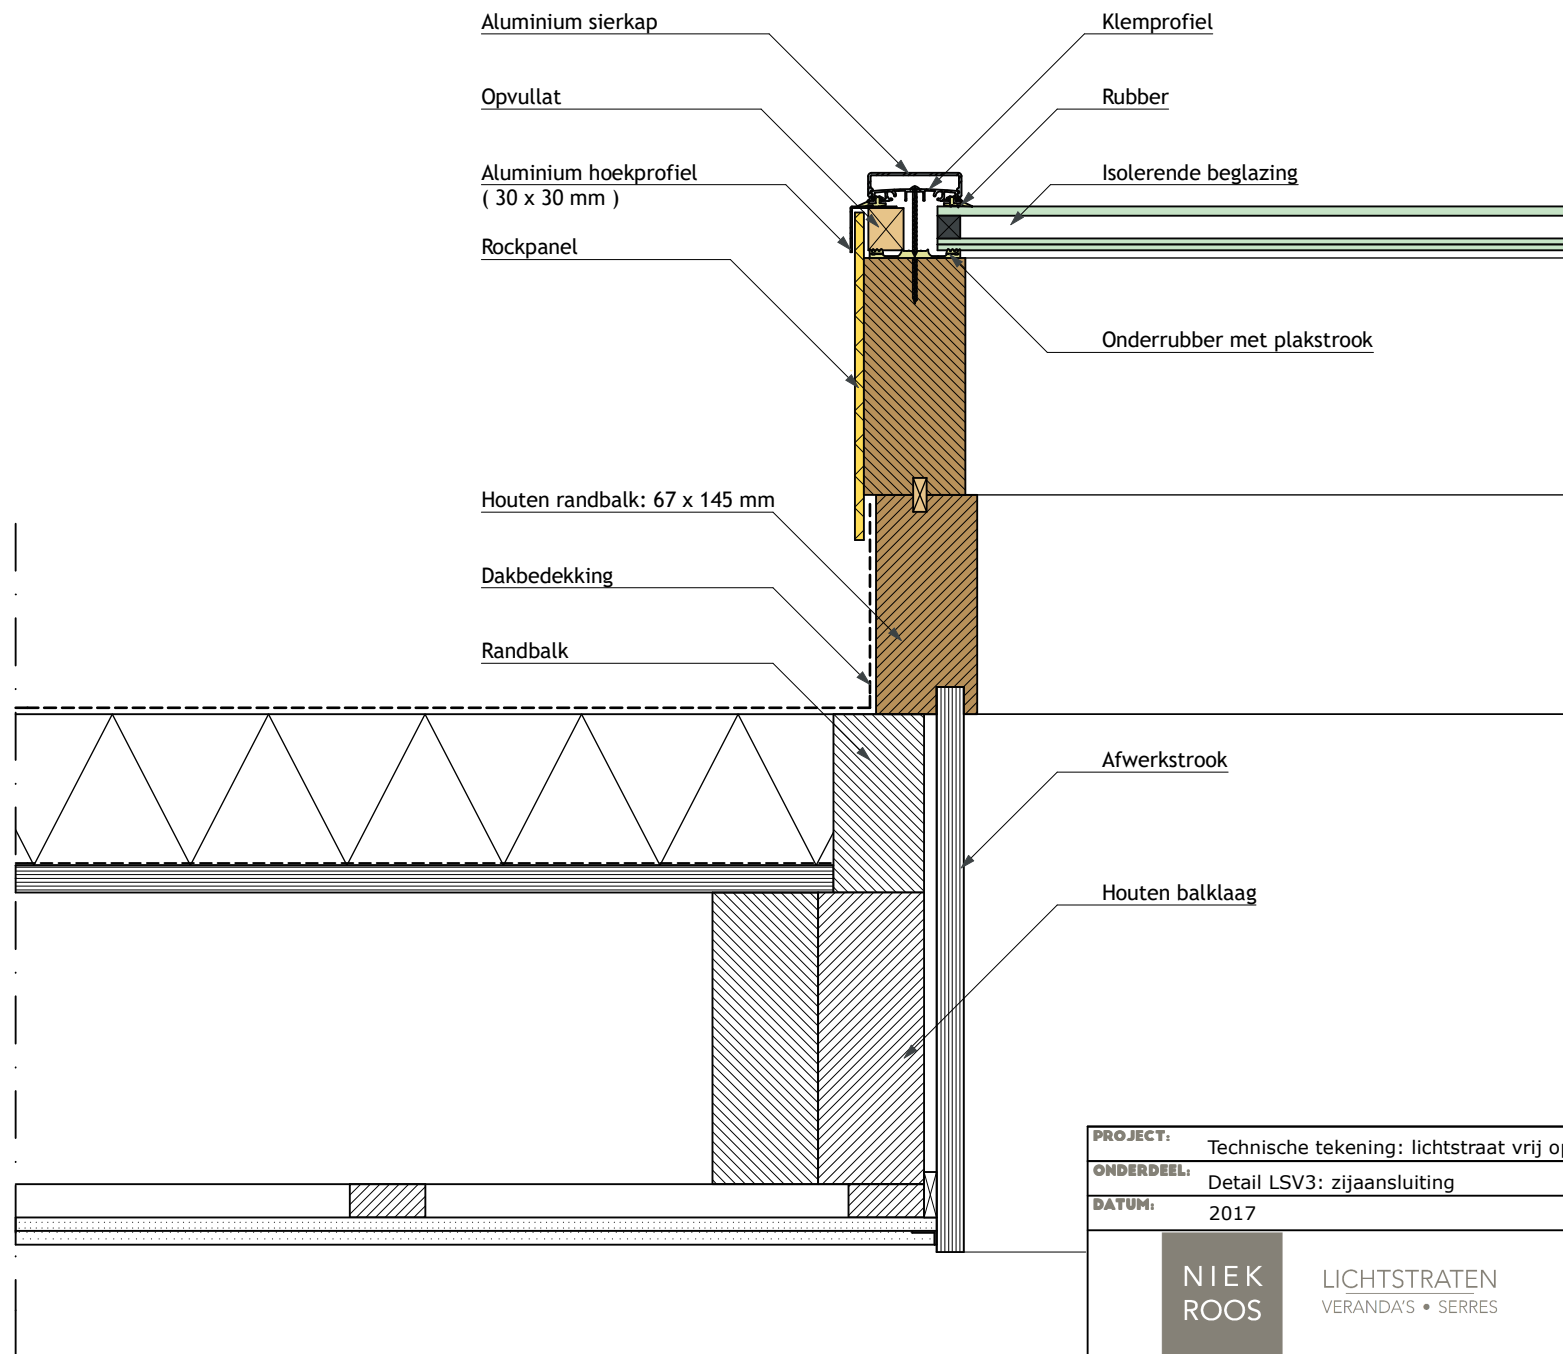 Aluminium sierkap
Klemprofiel
Opvullat
Rubber
Aluminium hoekprofiel
( 30 x 30 mm )
Isolerende beglazing
Rockpanel
Onderrubber met plakstrook
Houten randbalk: 67 x 145 mm
Dakbedekking
Randbalk
Afwerkstrook
Houten balklaag
PROJECT: Technische tekening: lichtstraat vrij op
ONDERDEEL: Detail LSV3: zijaansluiting
DATUM: 2017
NIEK
ROOS
LICHTSTRATEN
VERANDA'S • SERRES